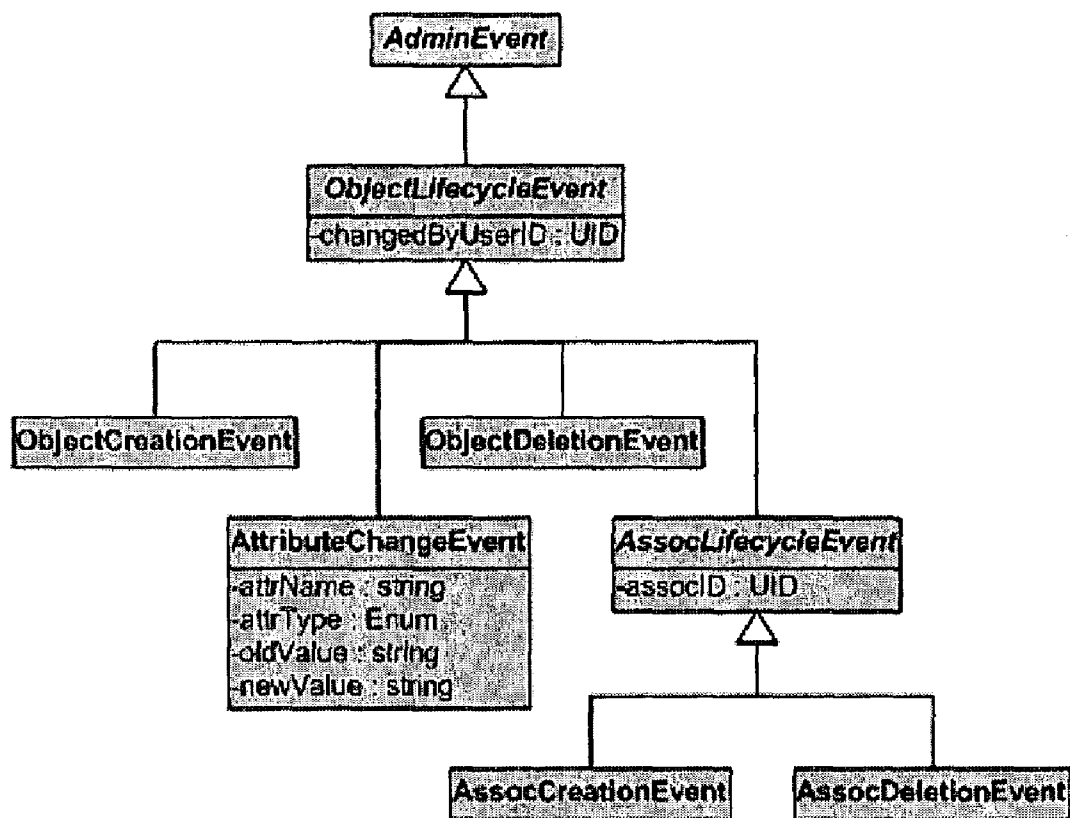 AdminEvent
ObjectLifecycleEvent
-changedByUserID : UID
ObjectCreationEvent
ObjectDeletionEvent
AttributeChangeEvent
-attrName : string
-attrType : Enum
-oldValue : string
-newValue : string
AssocLifecycleEvent
-assocID : UID
AssocCreationEvent
AssocDeletionEvent